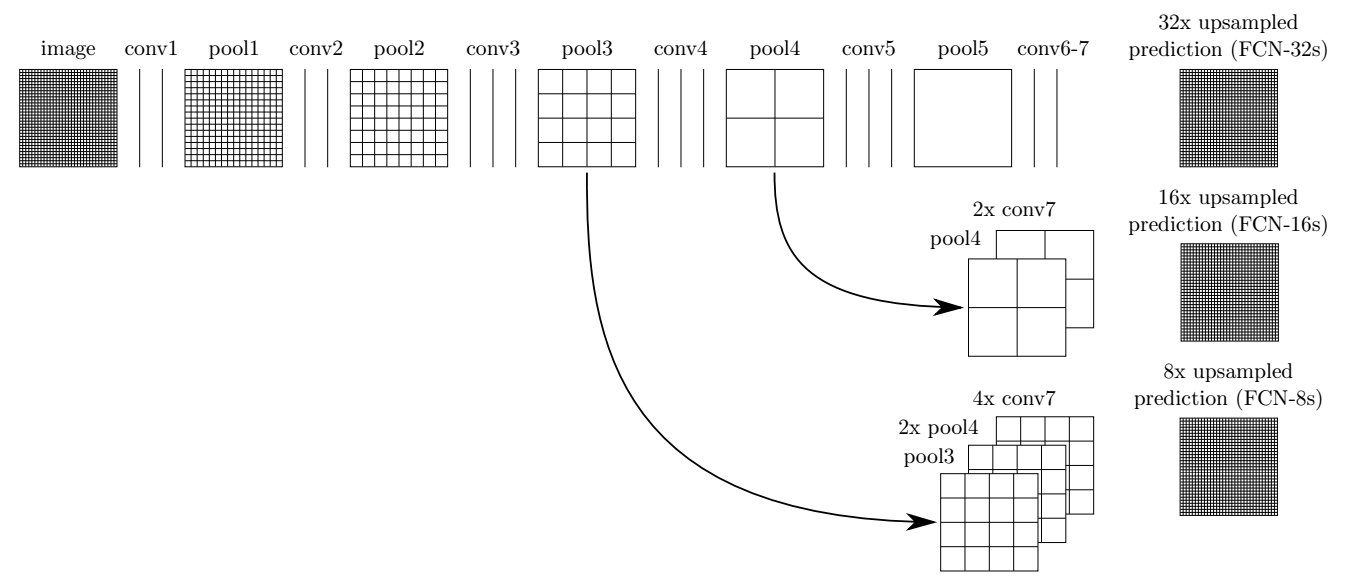 image conv1 pool1 conv2 pool2 conv3 pool3 conv4 pool4 conv5 pool5 conv6-7
32x upsampled
prediction (FCN-32s)
2x conv7
pool4
16x upsampled
prediction (FCN-16s)
4x conv7
2x pool4
pool3
8x upsampled
prediction (FCN-8s)